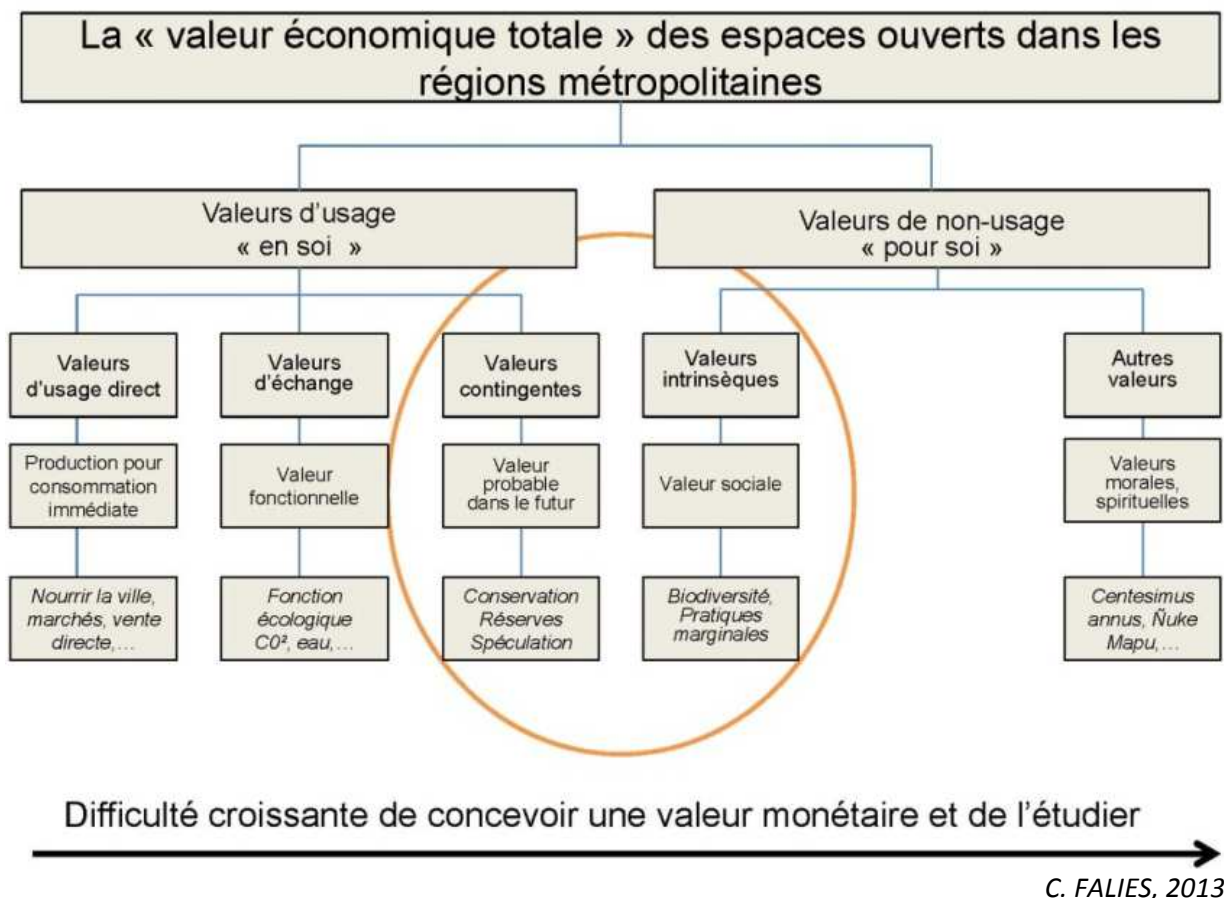 La « valeur économique totale » des espaces ouverts dans les
régions métropolitaines
Valeurs d'usage
« en soi »
Valeurs de non-usage
« pour soi »
Valeurs
d'usage direct
Valeurs
d'échange
Valeurs
contingentes
Valeurs
intrinsèques
Autres
valeurs
Production pour
consommation
immédiate
Valeur
fonctionnelle
Valeur
probable
dans le futur
Valeur sociale
Valeurs
morales,
spirituelles
Nourrir la ville,
marchés, vente
directe,…
Fonction
écologique
C0², eau,…
Conservation
Réserves
Spéculation
Biodiversité,
Pratiques
marginales
Centesimus
annus, Ñuke
Mapu,…
Difficulté croissante de concevoir une valeur monétaire et de l'étudier
C. FALIES, 2013